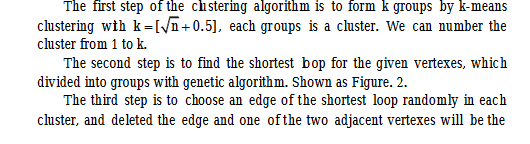 The first step of the clustering algorithm is to form k groups by k-means
clustering with k=[√n+0.5], each groups is a cluster. We can number the
cluster from 1 to k.
The second step is to find the shortest loop for the given vertexes, which
divided into groups with genetic algorithm. Shown as Figure. 2.
The third step is to choose an edge of the shortest loop randomly in each
cluster, and deleted the edge and one of the two adjacent vertexes will be the